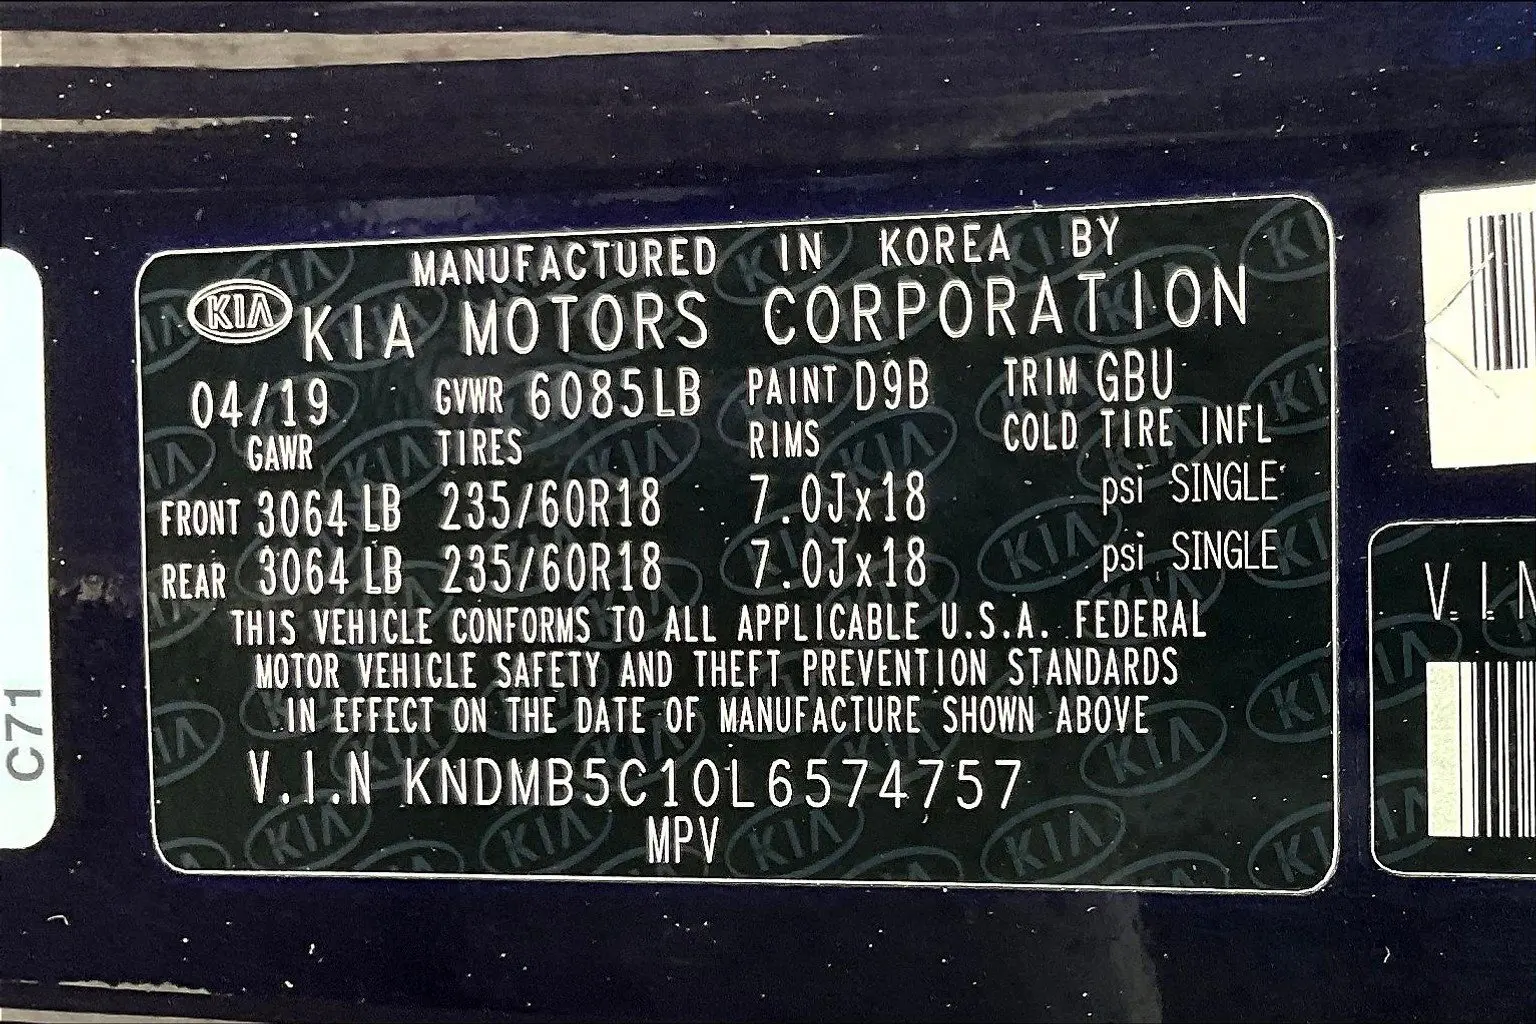 MANUFACTURED IN KOREA BY
KIA KIA MOTORS CORPORATION
04/19 GVWR 6085LB PAINT D9B TRIM GBU
GAWR TIRES RIMS COLD TIRE INFL
FRONT 3064 LB 235/60R18 7.0Jx18 psi SINGLE
REAR 3064 LB 235/60R18 7.0Jx18 psi SINGLE
THIS VEHICLE CONFORMS TO ALL APPLICABLE U.S.A. FEDERAL
MOTOR VEHICLE SAFETY AND THEFT PREVENTION STANDARDS
IN EFFECT ON THE DATE OF MANUFACTURE SHOWN ABOVE
V.I.N KNDMB5C10L6574757
MPV
C71
V.I.N